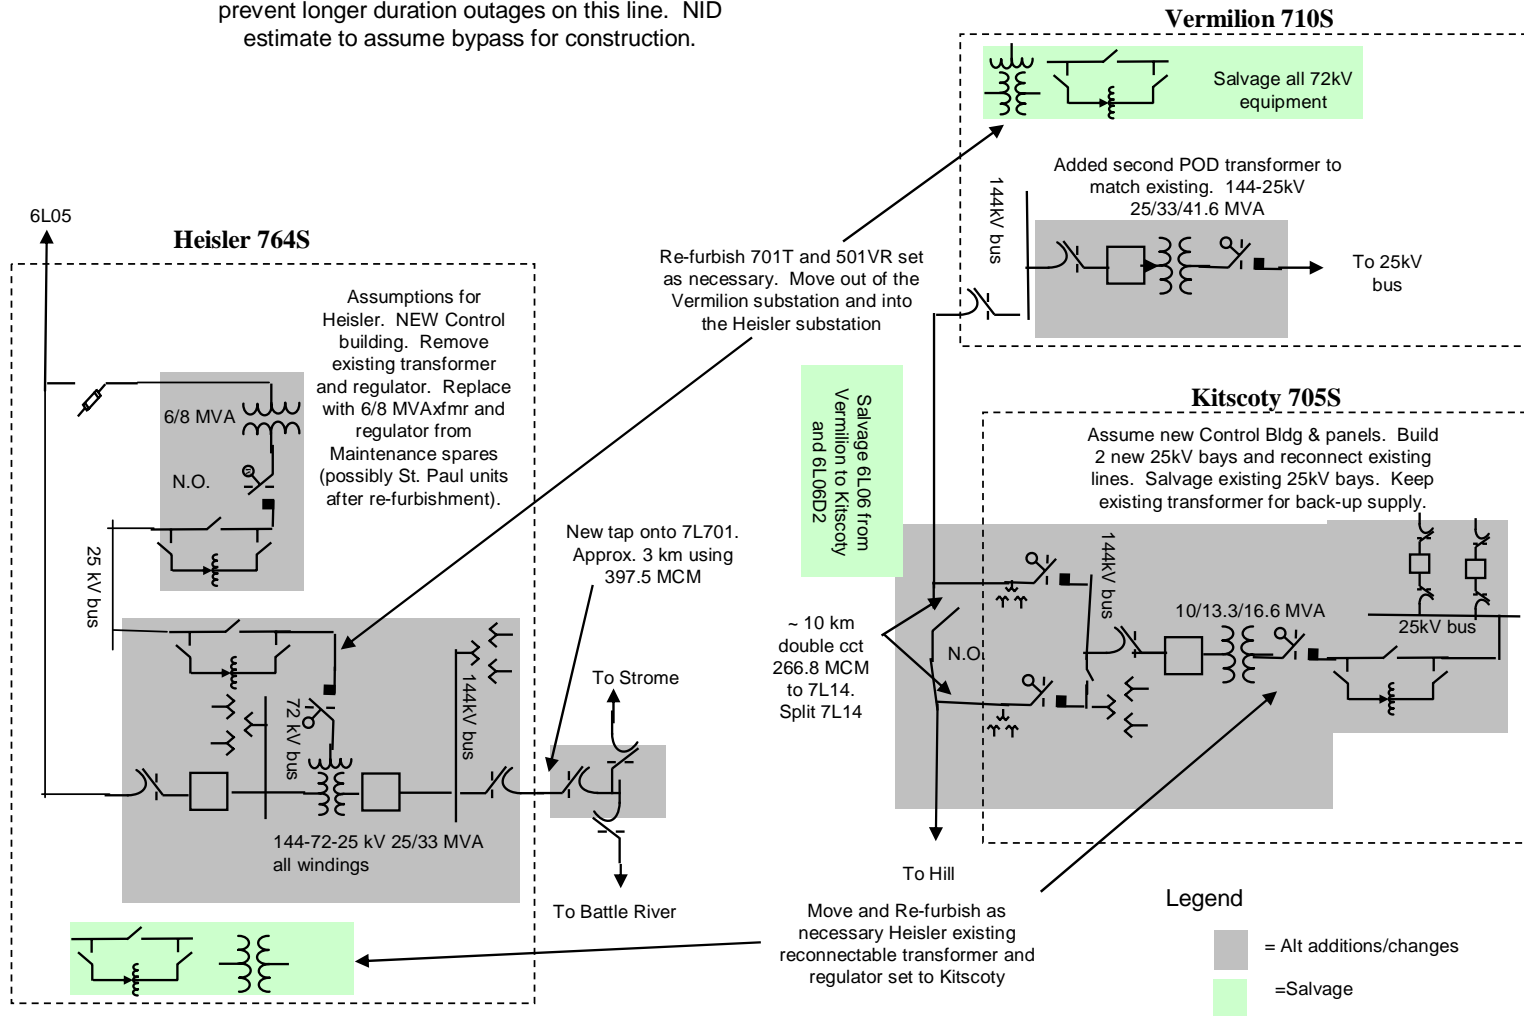 prevent longer duration outages on this line.  NID
estimate to assume bypass for construction.
Vermilion 710S
Salvage all 72kV
equipment
Added second POD transformer to
match existing.  144-25kV
25/33/41.6 MVA
144kV bus
To 25kV
bus
6L05
Heisler 764S
Assumptions for
Heisler.  NEW Control
building.  Remove
existing transformer
and regulator.  Replace
with 6/8 MVAxfmr and
regulator from
Maintenance spares
(possibly St. Paul units
after re-furbishment).
6/8 MVA
N.O.
25 kV bus
Re-furbish 701T and 501VR set
as necessary.  Move out of the
Vermilion substation and into
the Heisler substation
New tap onto 7L701.
Approx. 3 km using
397.5 MCM
72 kV bus
144kV bus
144-72-25 kV 25/33 MVA
all windings
To Strome
To Battle River
Salvage 6L06 from
Vermilion to Kitscoty
and 6L06D2
Kitscoty 705S
Assume new Control Bldg & panels.  Build
2 new 25kV bays and reconnect existing
lines.  Salvage existing 25kV bays.  Keep
existing transformer for back-up supply.
144kV bus
10/13.3/16.6 MVA
25kV bus
N.O.
~ 10 km
double cct
266.8 MCM
to 7L14.
Split 7L14
To Hill
Move and Re-furbish as
necessary Heisler existing
reconnectable transformer and
regulator set to Kitscoty
Legend
= Alt additions/changes
=Salvage